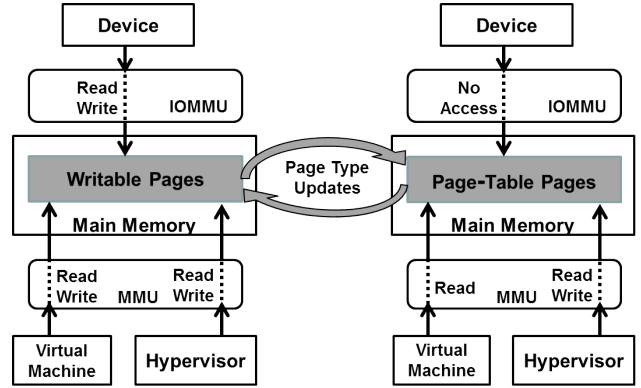 Device
Read
Write
IOMMU
Writable Pages
Main Memory
Read
Write
MMU
Read
Write
Virtual
Machine
Hypervisor
Page Type
Updates
Device
No
Access
IOMMU
Page-Table Pages
Main Memory
Read
MMU
Read
Write
Virtual
Machine
Hypervisor